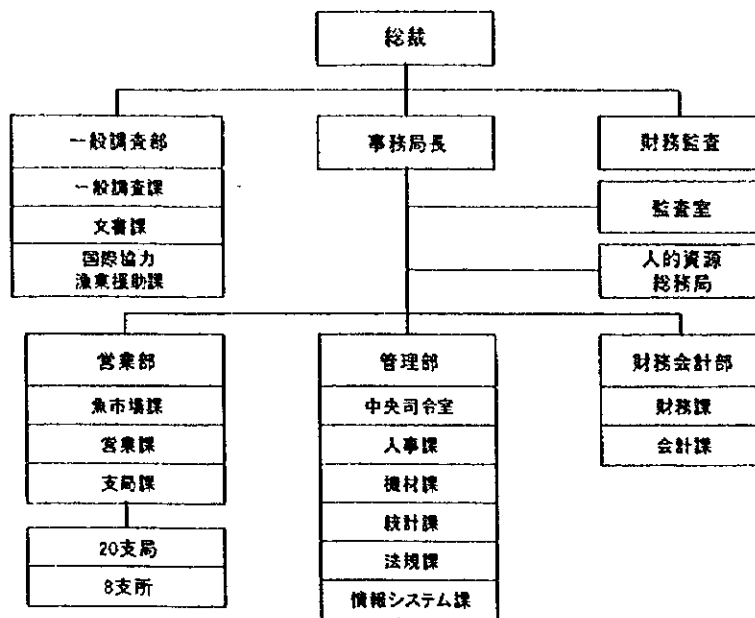 総裁
一般調査部
事務局長
財務監査
一般調査課
文審課
国際協力
漁業援助課
監査室
人的資源
総務局
営業部
管理部
財務会計部
魚市場課
営業課
支局課
中央司令室
人事課
機材課
統計課
法規課
情報システム課
財務課
会計課
20支局
8支所